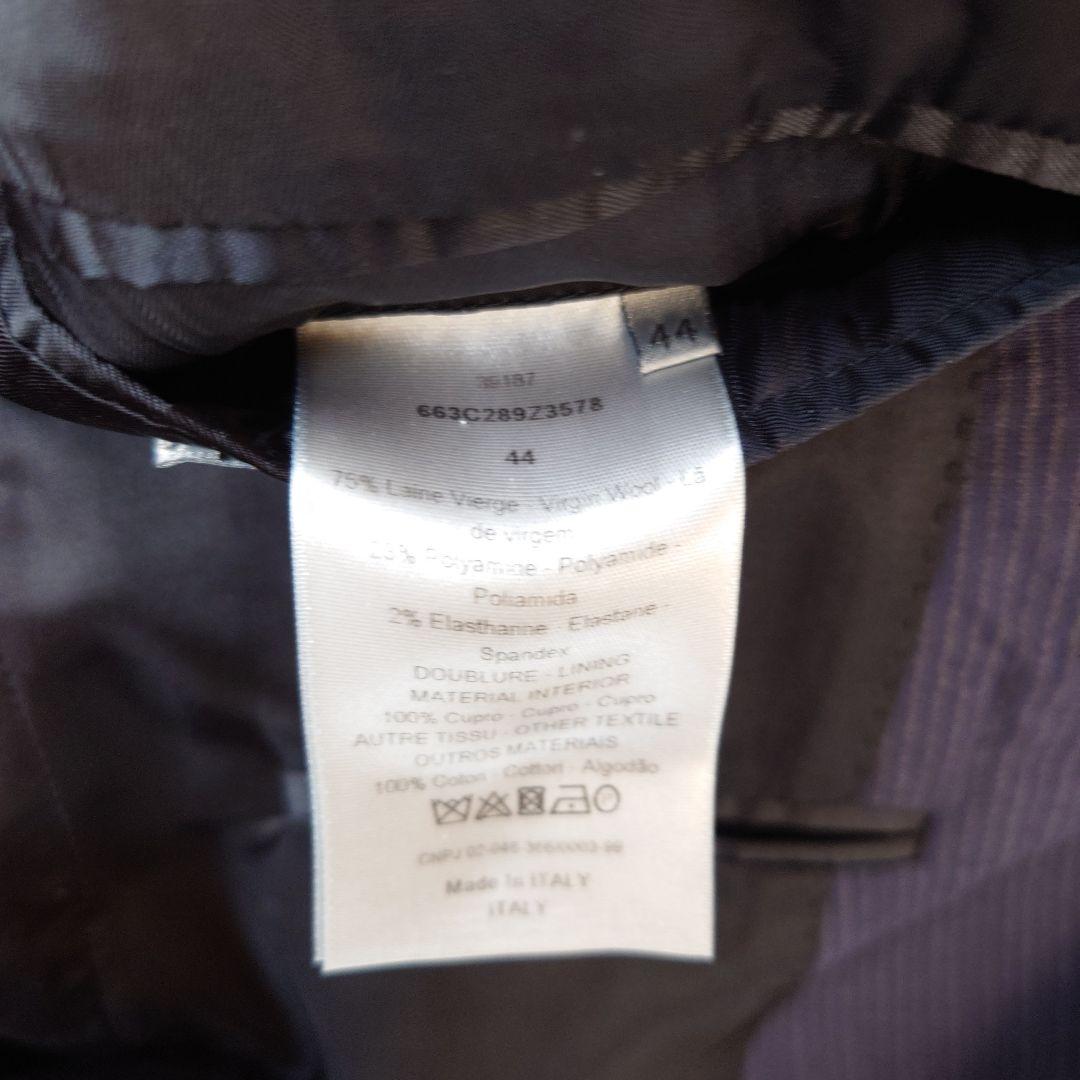 44
39187
663C289Z3578
44
75% Laine Vierge - Virgin Wool - Lã
de virgem
23% Polyamide - Polyamide -
Poliamida
2% Elasthanne - Elastane -
Spandex
DOUBLURE - LINING
MATERIAL INTERIOR
100% Cupro - Cupro - Cupro
AUTRE TISSU - OTHER TEXTILE
OUTROS MATERIAIS
100% Coton - Cotton - Algodão
CNPJ
Made in ITALY
ITALY